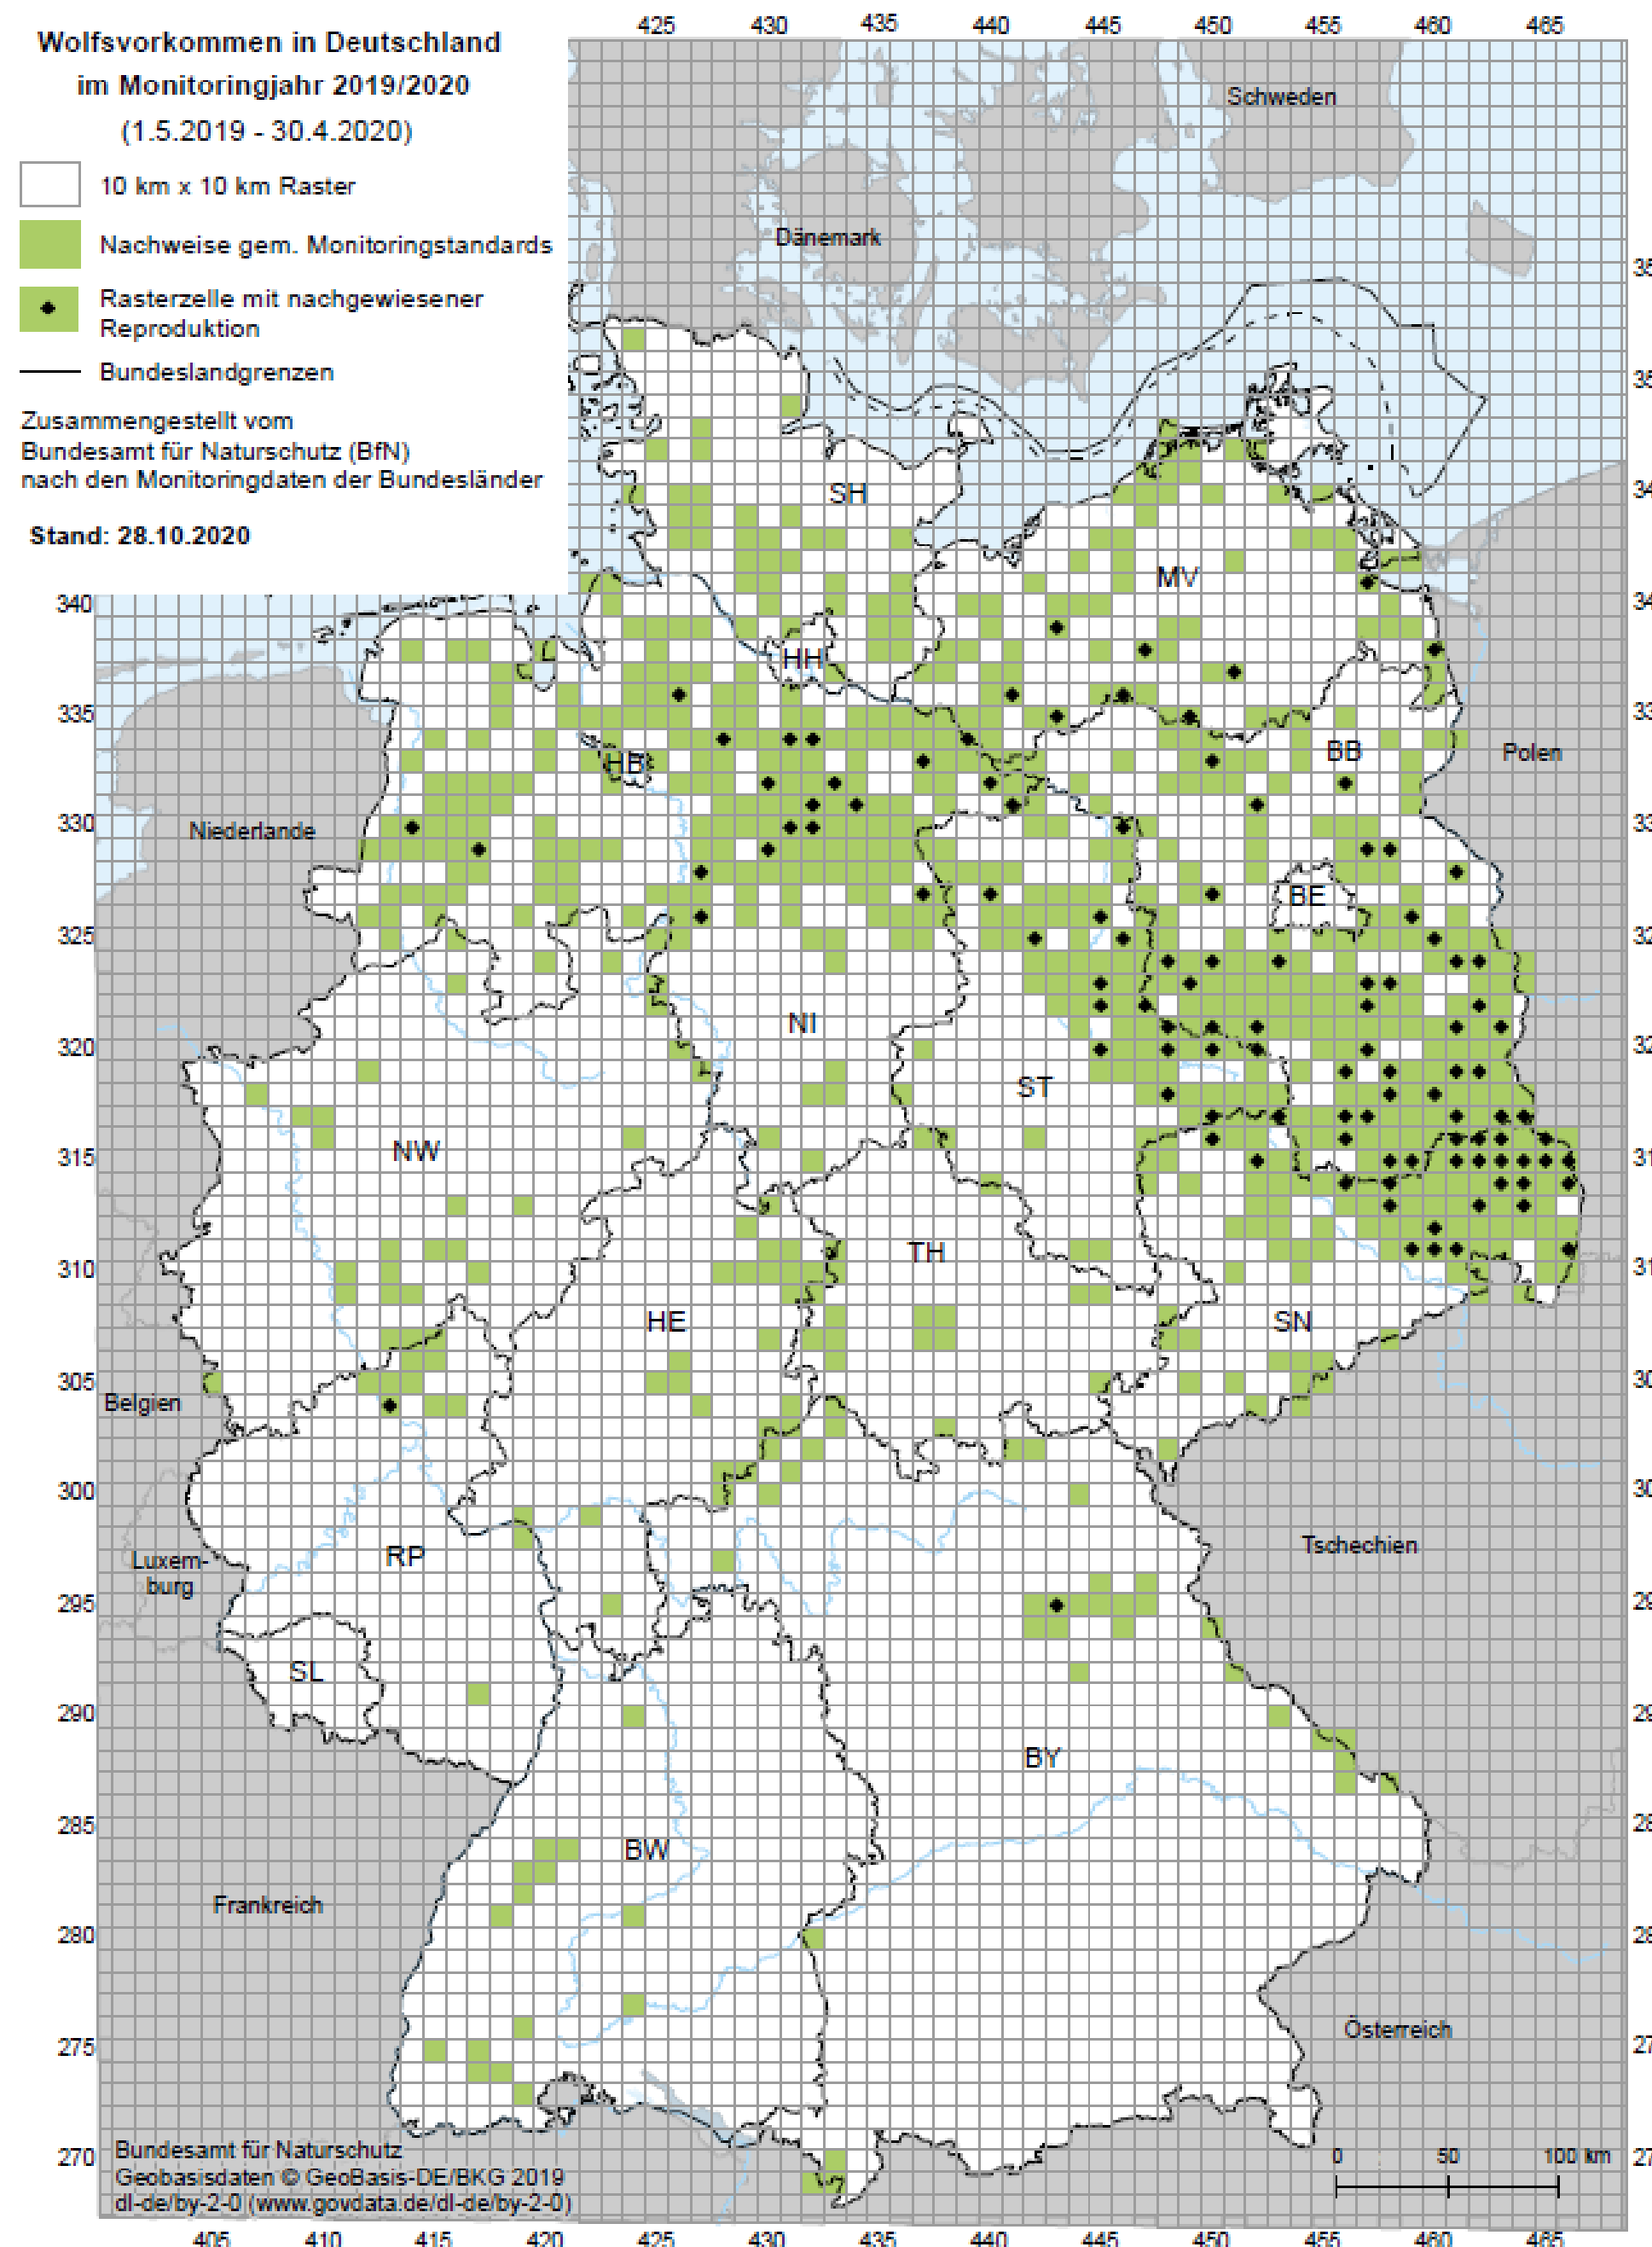 Wolfsvorkommen in Deutschland
im Monitoringjahr 2019/2020
(1.5.2019 - 30.4.2020)
10 km x 10 km Raster
Nachweise gem. Monitoringstandards
Rasterzelle mit nachgewiesener
Reproduktion
Bundeslandgrenzen
Zusammengestellt vom
Bundesamt für Naturschutz (BfN)
nach den Monitoringdaten der Bundesländer
Stand: 28.10.2020
425 430 435 440 445 450 455 460 465
Schweden
Dänemark
SH
MV
340
HH
335
HB
BB
Polen
Niederlande
330
BE
325
NI
320
ST
NW
315
TH
310
HE
SN
305
Belgien
300
RP
Tschechien
Luxem-
burg
295
SL
290
BY
285
BW
Frankreich
280
Österreich
275
270
Bundesamt für Naturschutz
Geobasisdaten © GeoBasis-DE/BKG 2019
dl-de/by-2-0 (www.govdata.de/dl-de/by-2-0)
0 50 100 km
405 410 415 420 425 430 435 440 445 450 455 460 465